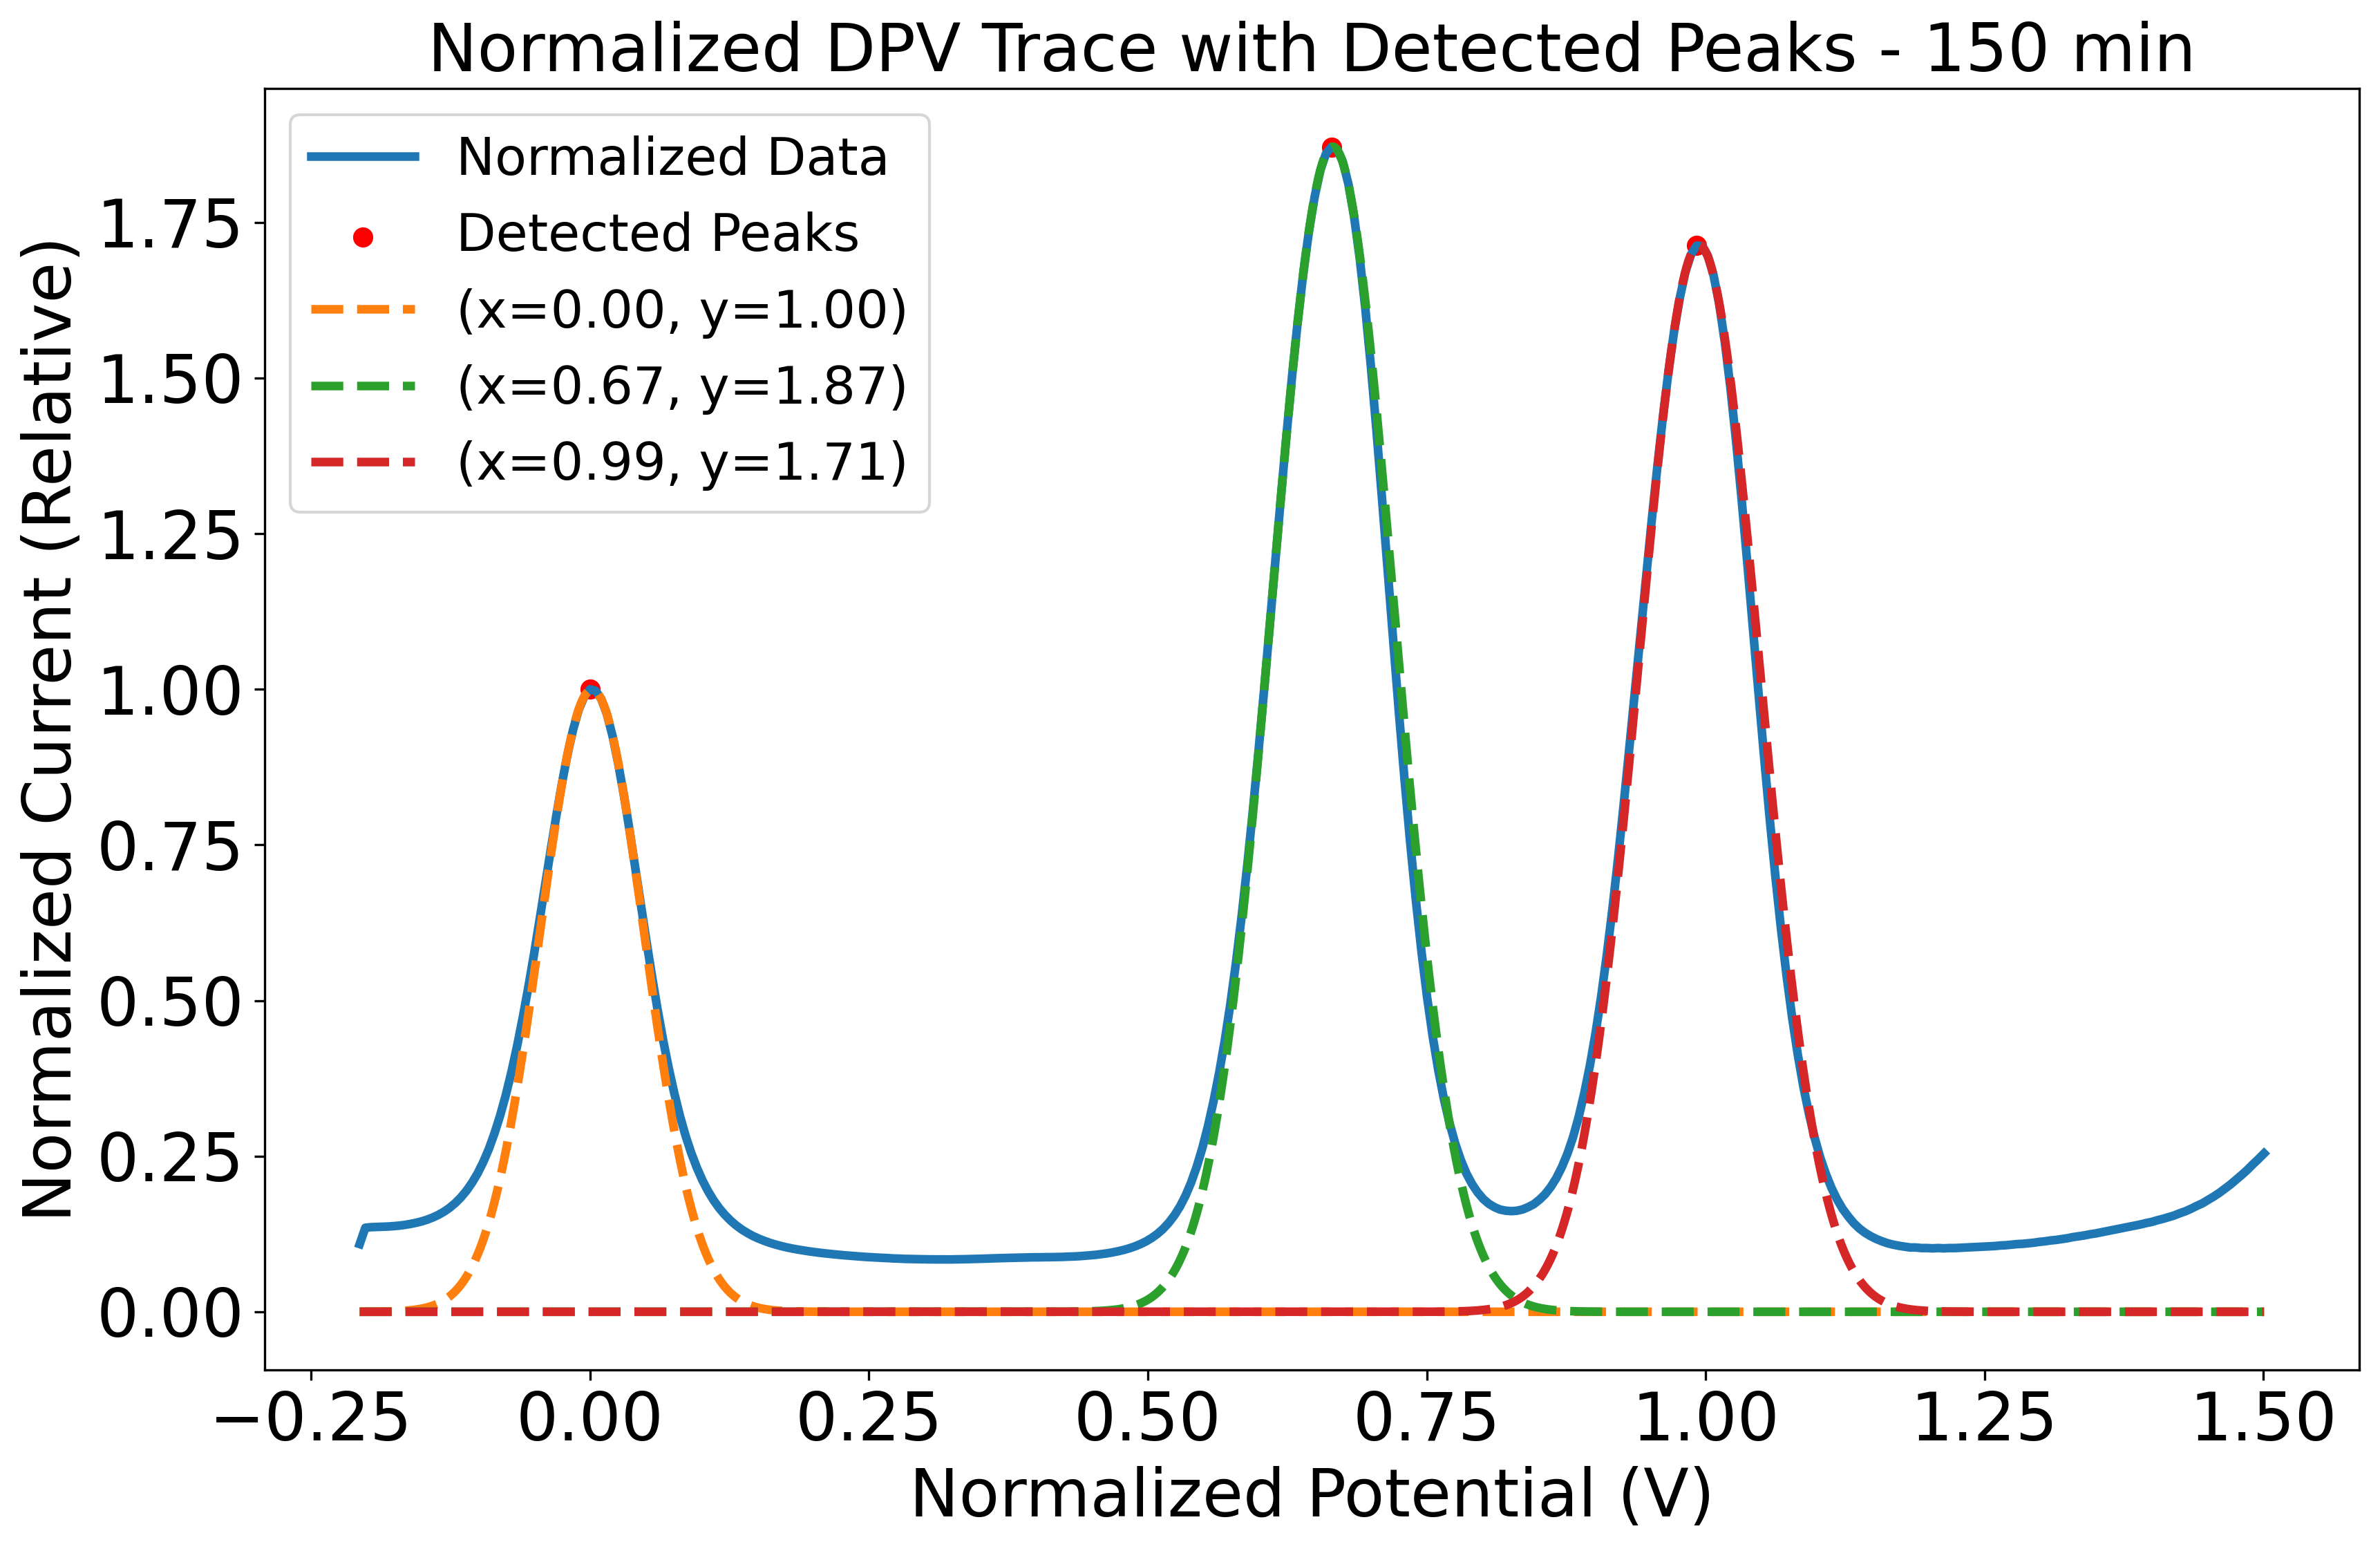 Normalized DPV Trace with Detected Peaks - 150 min
Normalized Data
Detected Peaks
(x=0.00, y=1.00)
(x=0.67, y=1.87)
(x=0.99, y=1.71)
Normalized Current (Relative)
1.75
1.50
1.25
1.00
0.75
0.50
0.25
0.00
−0.25 0.00 0.25 0.50 0.75 1.00 1.25 1.50
Normalized Potential (V)